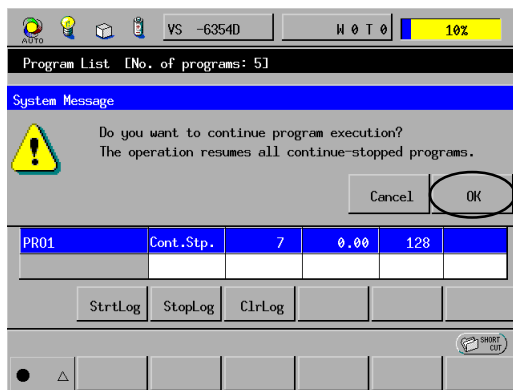 AUTO VS -6354D W 0 T 0 10%
Program List [No. of programs: 5]
System Message
Do you want to continue program execution?
The operation resumes all continue-stopped programs.
Cancel OK
PRO1 Cont.Stp. 7 0.00 128
StrtLog StopLog ClrLog
SHORT CUT